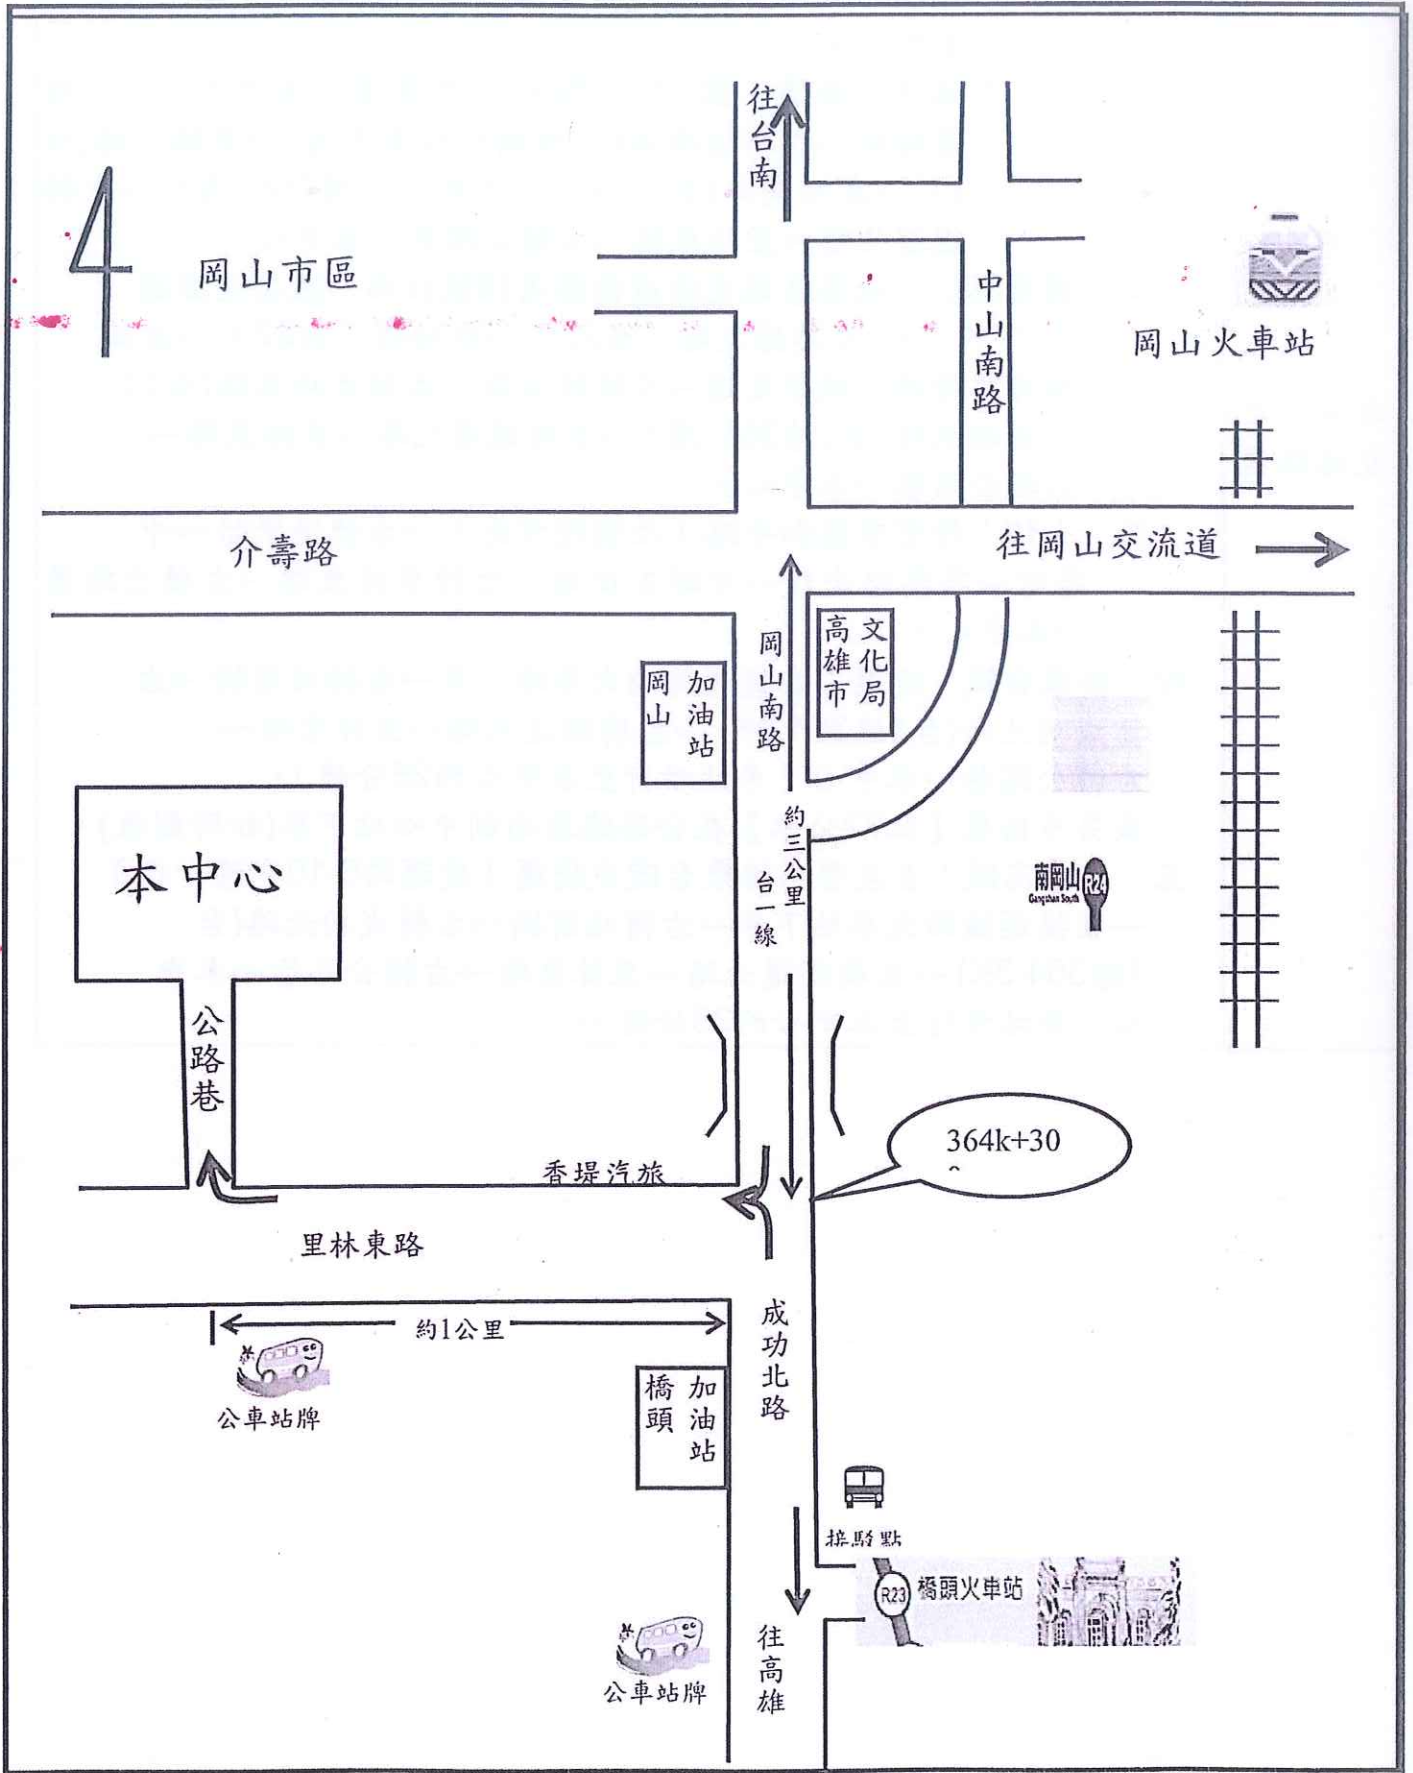 往台南
岡山市區
中山南路
岡山火車站
介壽路
往岡山交流道
岡山南路
高雄市
文化局
岡山
加油站
約三公里
台一線
本中心
南岡山
Gangshan South
R24
公路巷
364k+30
香堤汽旅
里林東路
約1公里
成功北路
公車站牌
橋頭
加油站
接駁點
R23
橋頭火車站
公車站牌
往高雄